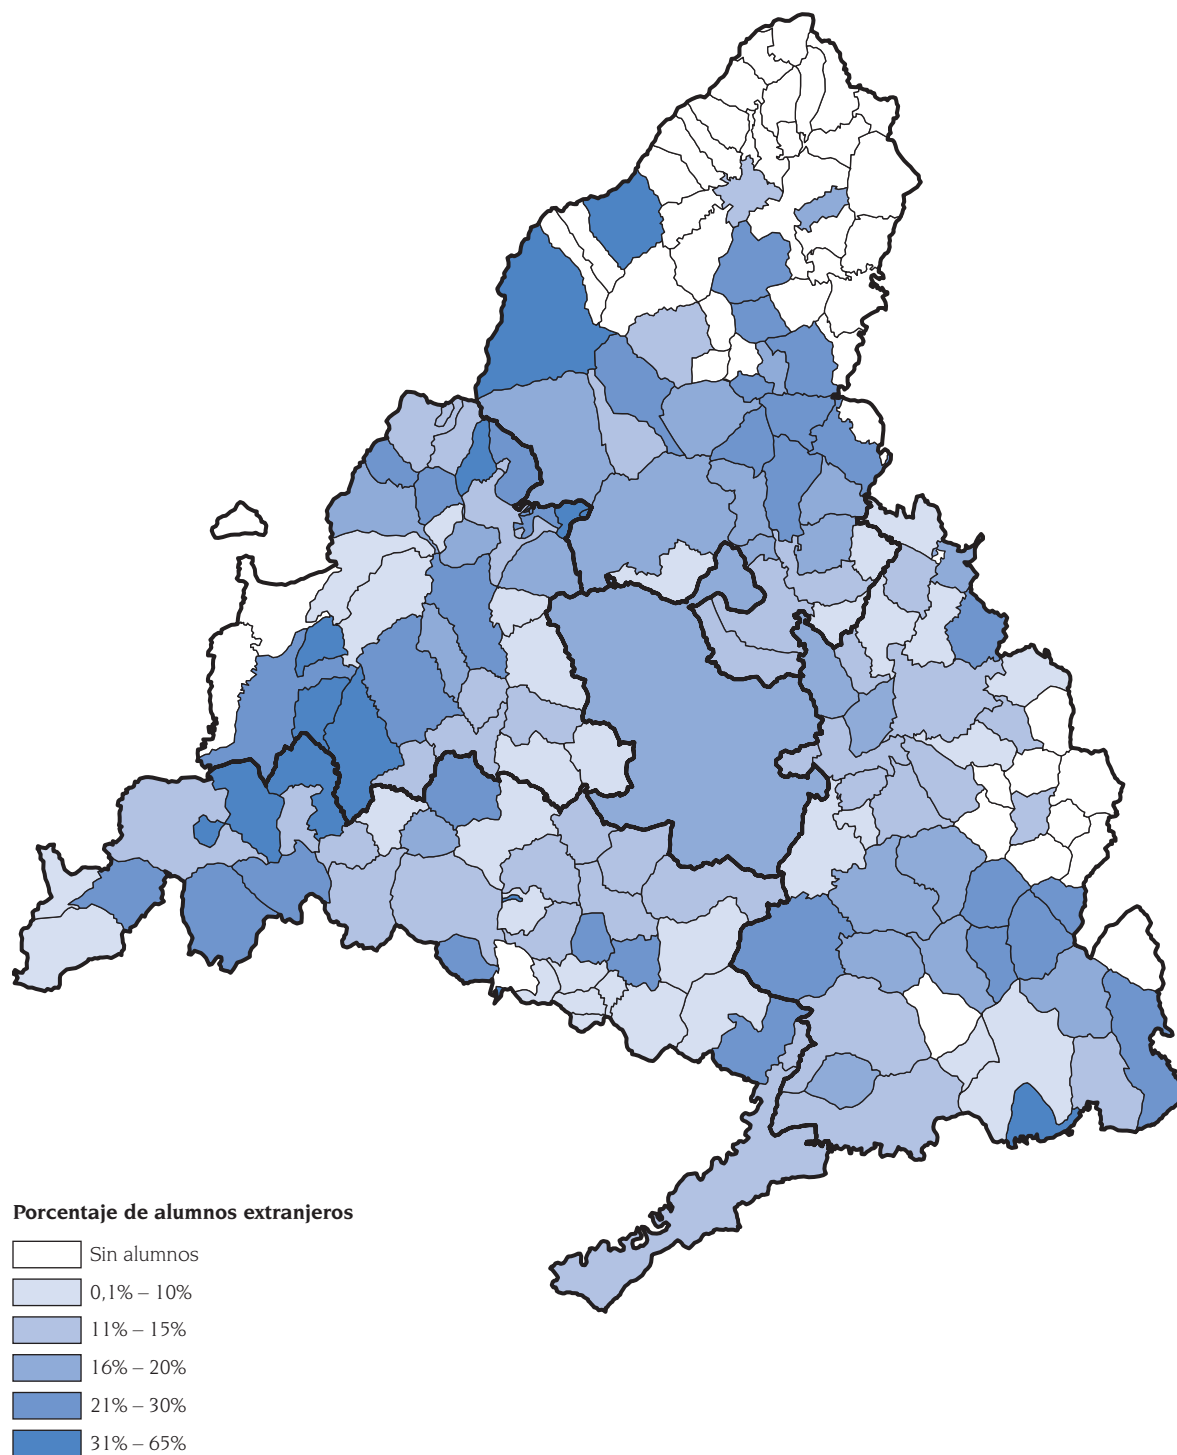 Porcentaje de alumnos extranjeros
Sin alumnos
0,1% – 10%
11% – 15%
16% – 20%
21% – 30%
31% – 65%